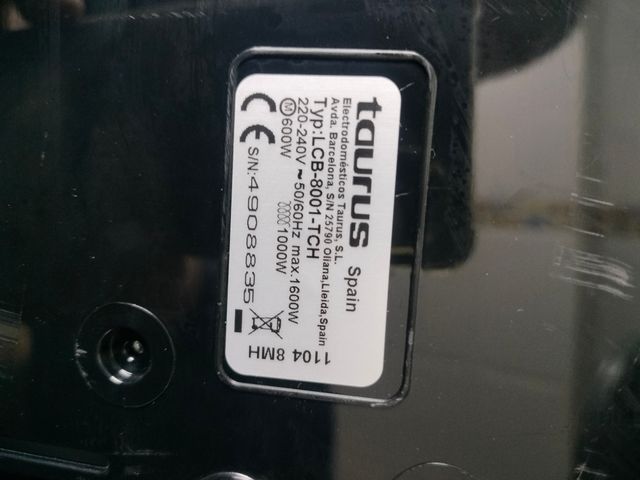 taurus Spain
Electrodomésticos Taurus, S.L.
Avda. Barcelona, S/N 25790 Oliana,Lleida,Spain
Typ:LCB-8001-TCH
220-240V ~ 50/60Hz max.1600W
M 600W 1000W
CE S/N:4908835
1104 8MH